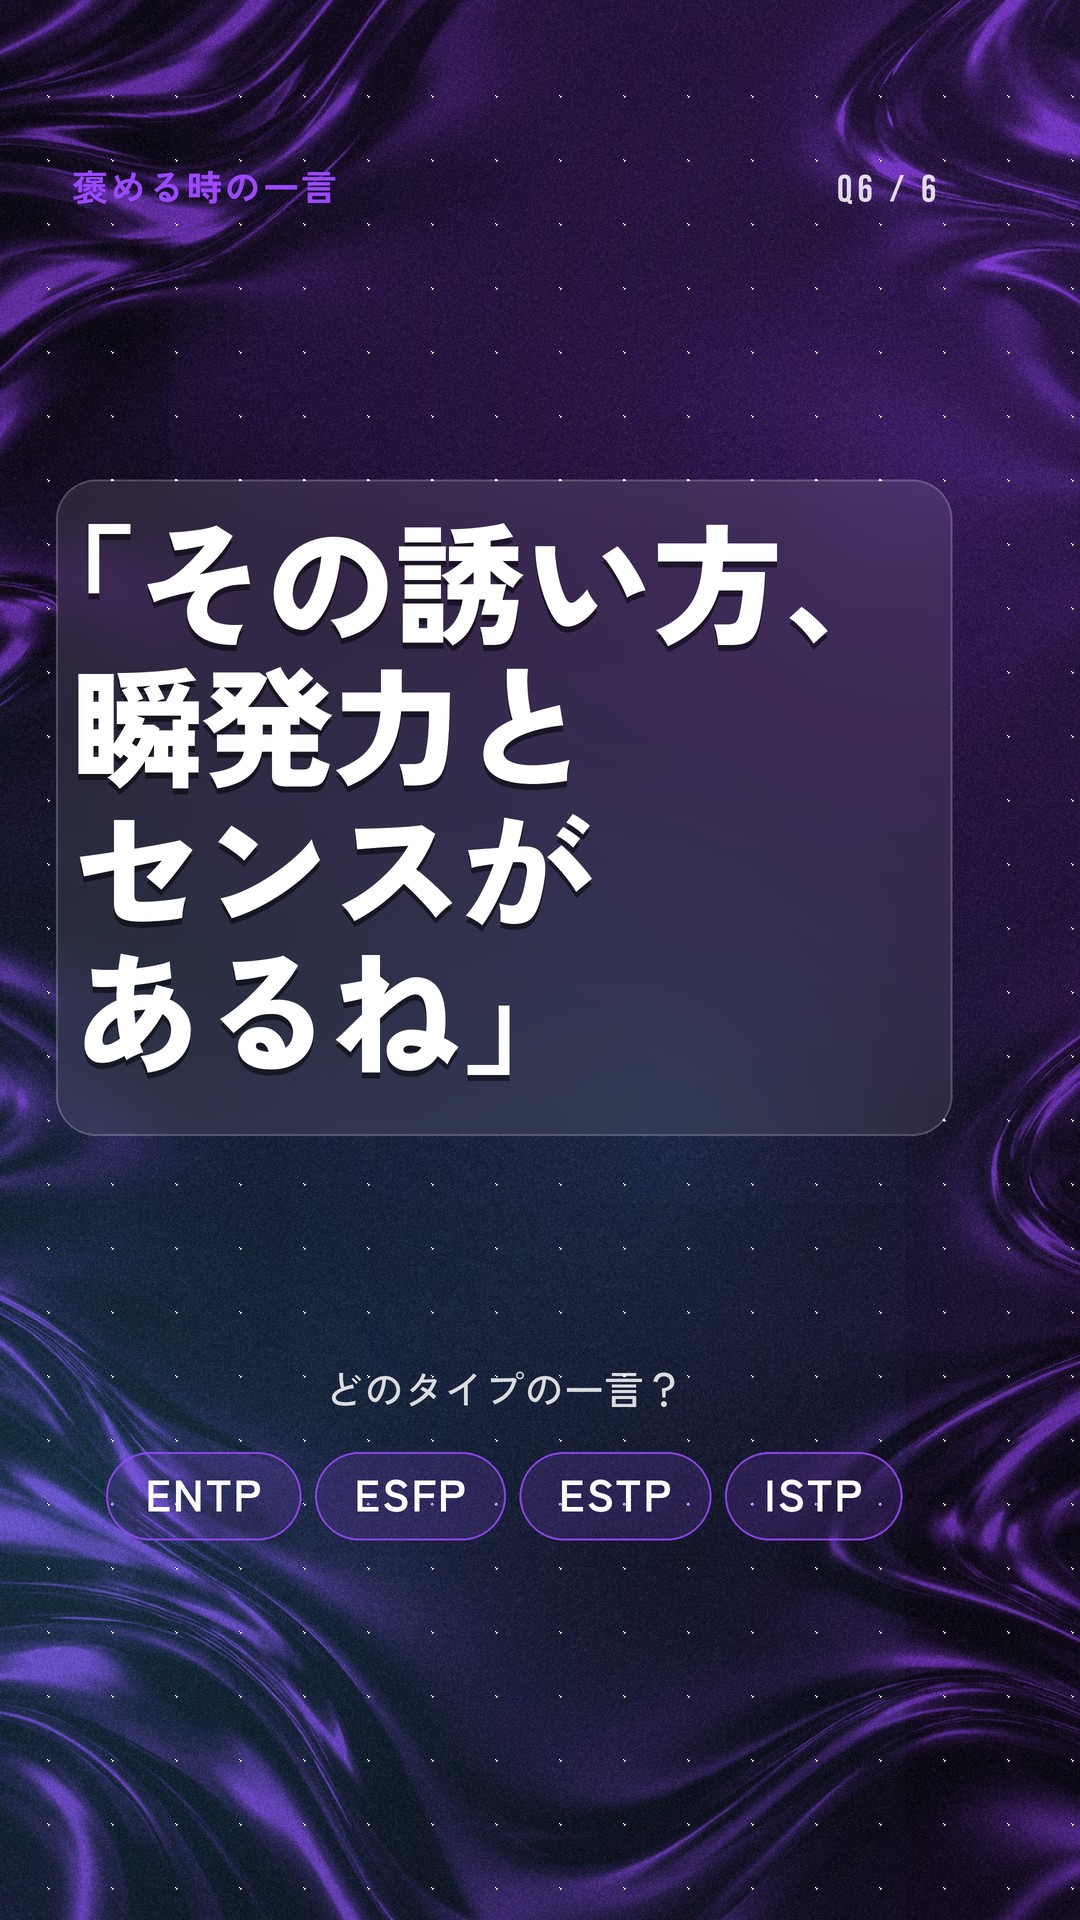 褒める時の一言
Q6 / 6
「その誘い方、
瞬発力と
センスが
あるね」
どのタイプの一言？
ENTP ESFP ESTP ISTP